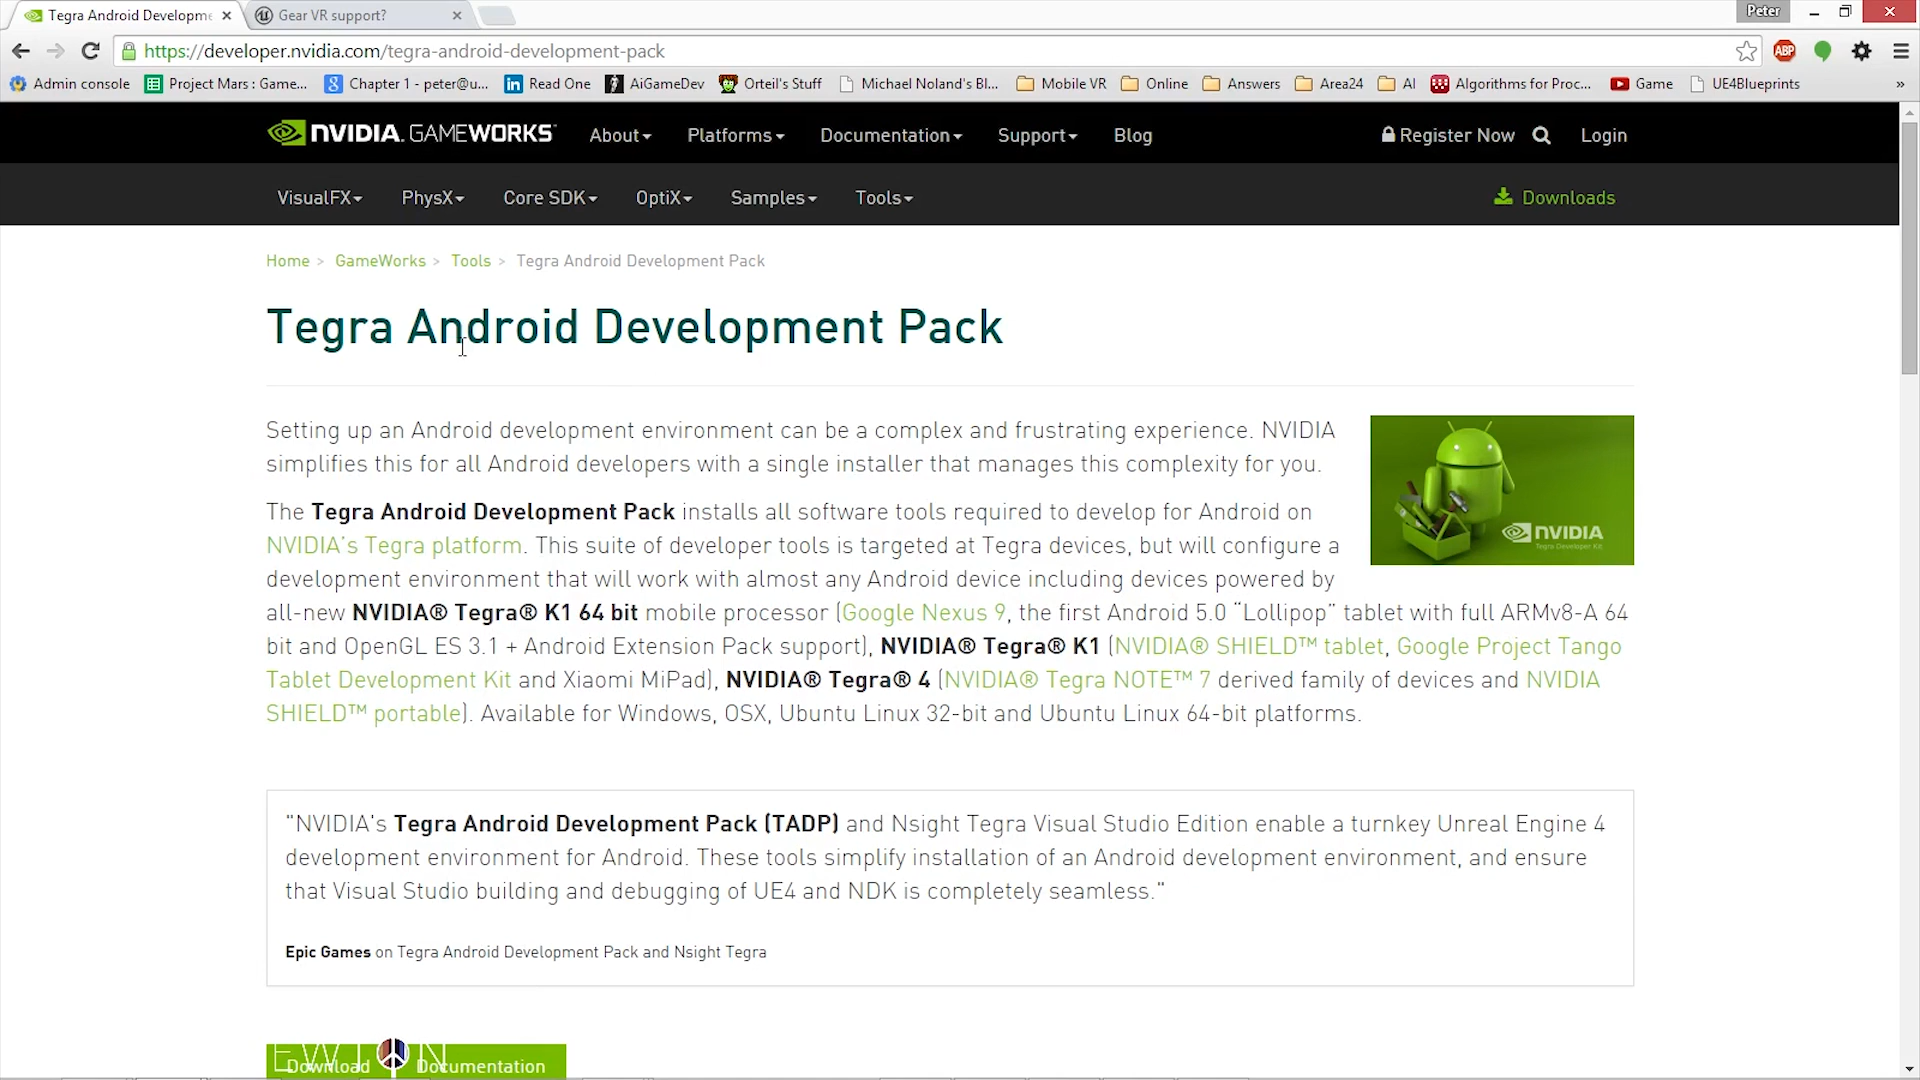 Tegra Android Developme
Gear VR support?
Peter
https://developer.nvidia.com/tegra-android-development-pack
ABP
Admin console
Project Mars : Game...
Chapter 1 - peter@u...
Read One
AiGameDev
Orteil's Stuff
Michael Noland's Bl...
Mobile VR
Online
Answers
Area24
AI
Algorithms for Proc...
Game
UE4Blueprints
»
NVIDIA. GAMEWORKS
About
Platforms
Documentation
Support
Blog
Register Now
Login
VisualFX
PhysX
Core SDK
OptiX
Samples
Tools
Downloads
Home > GameWorks > Tools > Tegra Android Development Pack
Tegra Android Development Pack
Setting up an Android development environment can be a complex and frustrating experience. NVIDIA
simplifies this for all Android developers with a single installer that manages this complexity for you.
The Tegra Android Development Pack installs all software tools required to develop for Android on
NVIDIA's Tegra platform. This suite of developer tools is targeted at Tegra devices, but will configure a
development environment that will work with almost any Android device including devices powered by
all-new NVIDIA® Tegra® K1 64 bit mobile processor (Google Nexus 9, the first Android 5.0 “Lollipop” tablet with full ARMv8-A 64
bit and OpenGL ES 3.1 + Android Extension Pack support), NVIDIA® Tegra® K1 (NVIDIA® SHIELD™ tablet, Google Project Tango
Tablet Development Kit and Xiaomi MiPad), NVIDIA® Tegra® 4 (NVIDIA® Tegra NOTE™ 7 derived family of devices and NVIDIA
SHIELD™ portable). Available for Windows, OSX, Ubuntu Linux 32-bit and Ubuntu Linux 64-bit platforms.
NVIDIA
Tegra Developer Kit
"NVIDIA's Tegra Android Development Pack (TADP) and Nsight Tegra Visual Studio Edition enable a turnkey Unreal Engine 4
development environment for Android. These tools simplify installation of an Android development environment, and ensure
that Visual Studio building and debugging of UE4 and NDK is completely seamless."
Epic Games on Tegra Android Development Pack and Nsight Tegra
Download
Documentation
EWT N